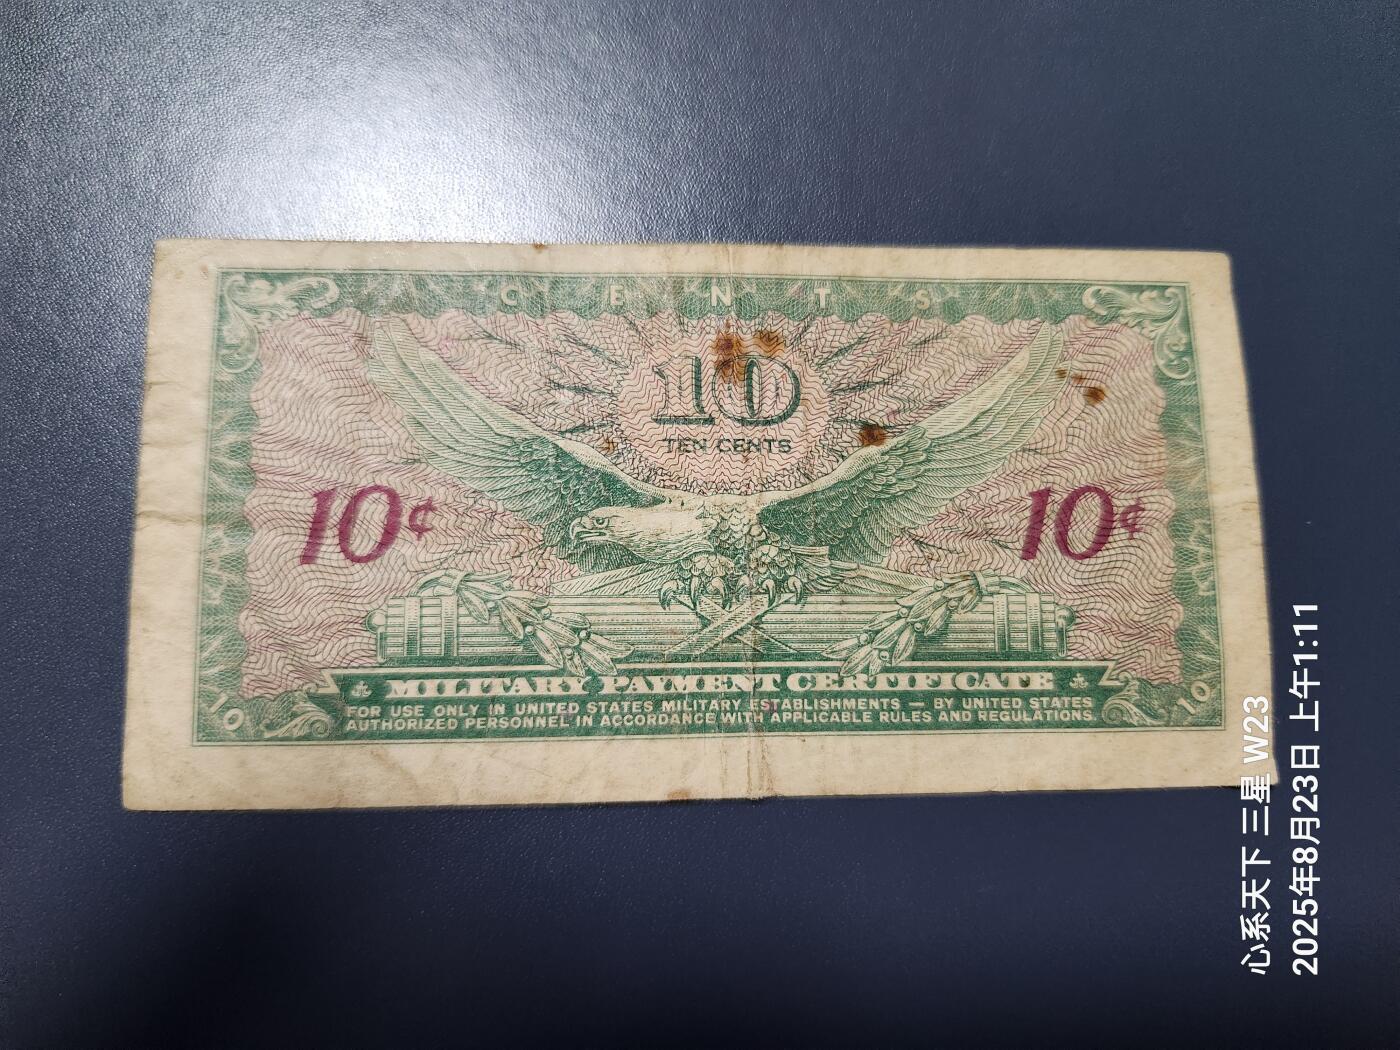 CENTS
10
TEN CENTS
10¢
10¢
MILITARY PAYMENT CERTIFICATE
FOR USE ONLY IN UNITED STATES MILITARY ESTABLISHMENTS — BY UNITED STATES
AUTHORIZED PERSONNEL IN ACCORDANCE WITH APPLICABLE RULES AND REGULATIONS.
10
10
心系天下 三星 W23
2025年8月23日 上午1:11